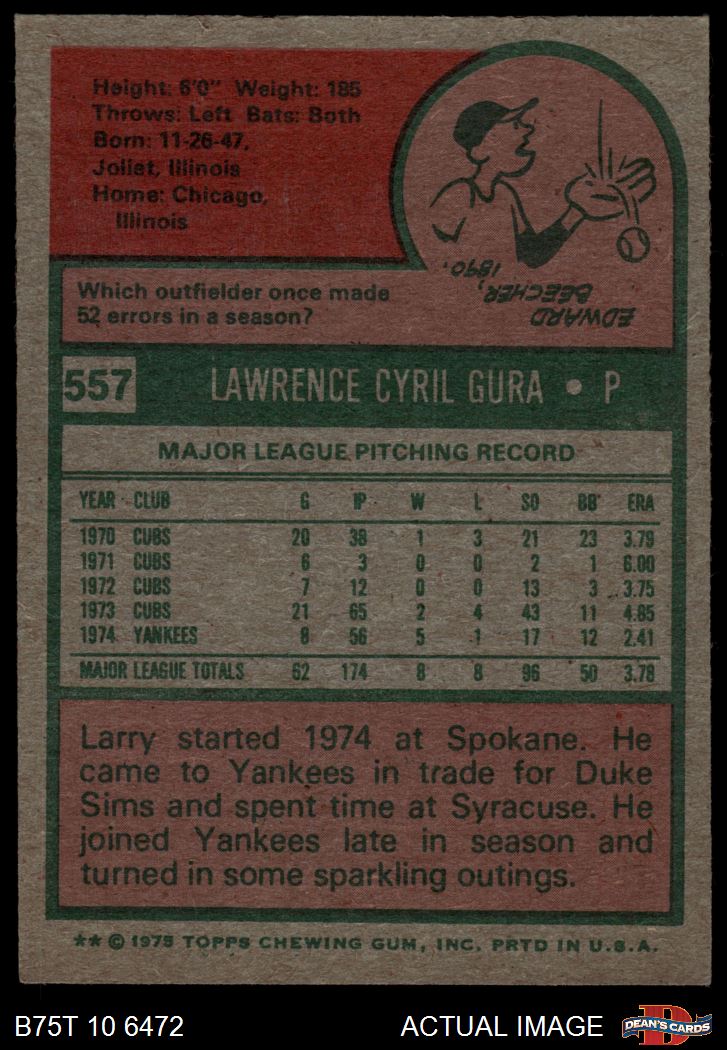 Height: 6'0" Weight: 185
Throws: Left Bats: Both
Born: 11-26-47,
Joliet, Illinois
Home: Chicago,
Illinois
Which outfielder once made
52 errors in a season?
EDWARD
BEECHER,
1890.
557 LAWRENCE CYRIL GURA • P
MAJOR LEAGUE PITCHING RECORD
YEAR CLUB G IP W L SO BB ERA
1970 CUBS 20 38 1 3 21 23 3.79
1971 CUBS 6 3 0 0 2 1 6.00
1972 CUBS 7 12 0 0 13 3 3.75
1973 CUBS 21 65 2 4 43 11 4.85
1974 YANKEES 8 56 5 1 17 12 2.41
MAJOR LEAGUE TOTALS 62 174 8 8 96 50 3.78
Larry started 1974 at Spokane. He
came to Yankees in trade for Duke
Sims and spent time at Syracuse. He
joined Yankees late in season and
turned in some sparkling outings.
** © 1975 TOPPS CHEWING GUM, INC. PRTD IN U.S.A.
B75T 10 6472 ACTUAL IMAGE
D
DEAN'S CARDS